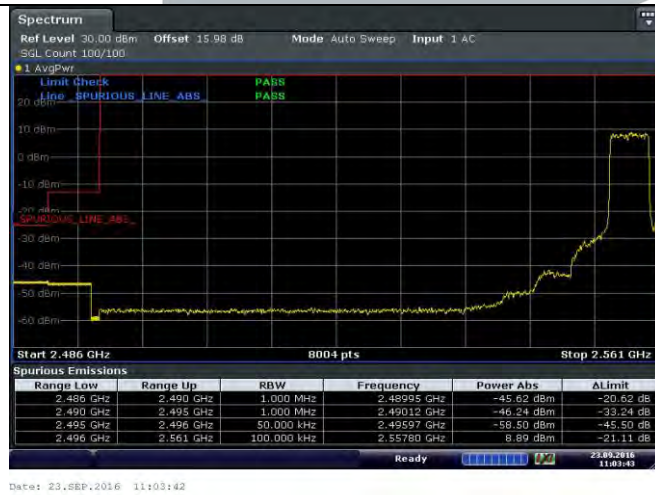 Spectrum
Ref Level 30.00 dBm Offset 15.98 dB Mode Auto Sweep Input 1 AC
SGL Count 100/100
1 AvgPwr
Limit Check PASS
Line _SPURIOUS_LINE_ABS_ PASS
20 dBm
10 dBm
0 dBm
-10 dBm
-20 dBm
_SPURIOUS_LINE_ABS_
-30 dBm
-40 dBm
-50 dBm
-60 dBm
Start 2.486 GHz 8004 pts Stop 2.561 GHz
Spurious Emissions
Range Low Range Up RBW Frequency Power Abs ΔLimit
2.486 GHz 2.490 GHz 1.000 MHz 2.48995 GHz -45.62 dBm -20.62 dB
2.490 GHz 2.495 GHz 1.000 MHz 2.49012 GHz -46.24 dBm -33.24 dB
2.495 GHz 2.496 GHz 50.000 kHz 2.49597 GHz -58.50 dBm -45.50 dB
2.496 GHz 2.561 GHz 100.000 kHz 2.55780 GHz 8.89 dBm -21.11 dB
Ready 23.09.2016
11:03:43
Date: 23.SEP.2016 11:03:42